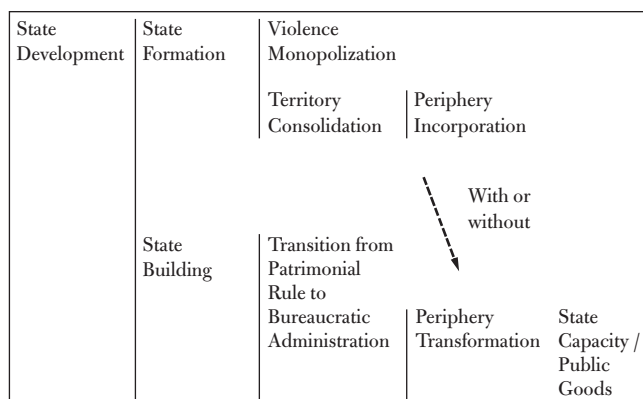 State
Development
State
Formation
Violence
Monopolization
Territory
Consolidation
Periphery
Incorporation
With or
without
State
Building
Transition from
Patrimonial
Rule to
Bureaucratic
Administration
Periphery
Transformation
State
Capacity /
Public
Goods